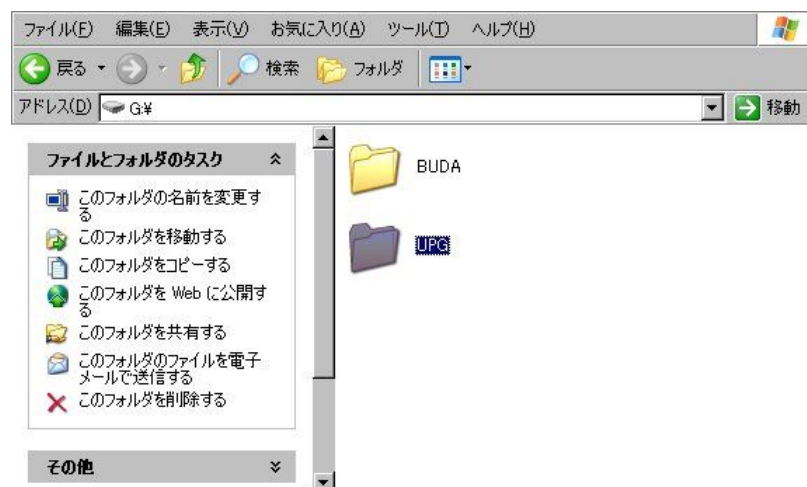 ファイル(F) 編集(E) 表示(V) お気に入り(A) ツール(T) ヘルプ(H)
戻る 検索 フォルダ
アドレス(D) G:¥ 移動
ファイルとフォルダのタスク
このフォルダの名前を変更す
る
このフォルダを移動する
このフォルダをコピーする
このフォルダを Web に公開す
る
このフォルダを共有する
このフォルダのファイルを電子
メールで送信する
このフォルダを削除する
その他
BUDA
UPG